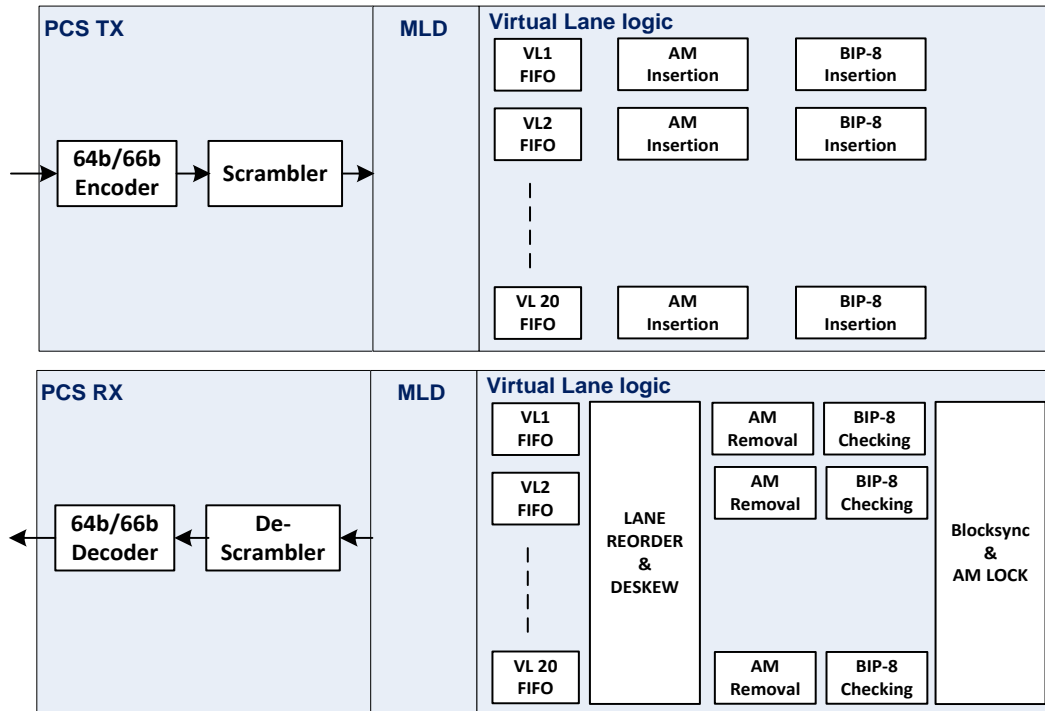 PCS TX
MLD
Virtual Lane logic
VL1
FIFO
AM
Insertion
BIP-8
Insertion
VL2
FIFO
AM
Insertion
BIP-8
Insertion
64b/66b
Encoder
Scrambler
VL 20
FIFO
AM
Insertion
BIP-8
Insertion
PCS RX
MLD
Virtual Lane logic
VL1
FIFO
AM
Removal
BIP-8
Checking
VL2
FIFO
AM
Removal
BIP-8
Checking
64b/66b
Decoder
De-
Scrambler
LANE
REORDER
&
DESKEW
Blocksync
&
AM LOCK
VL 20
FIFO
AM
Removal
BIP-8
Checking